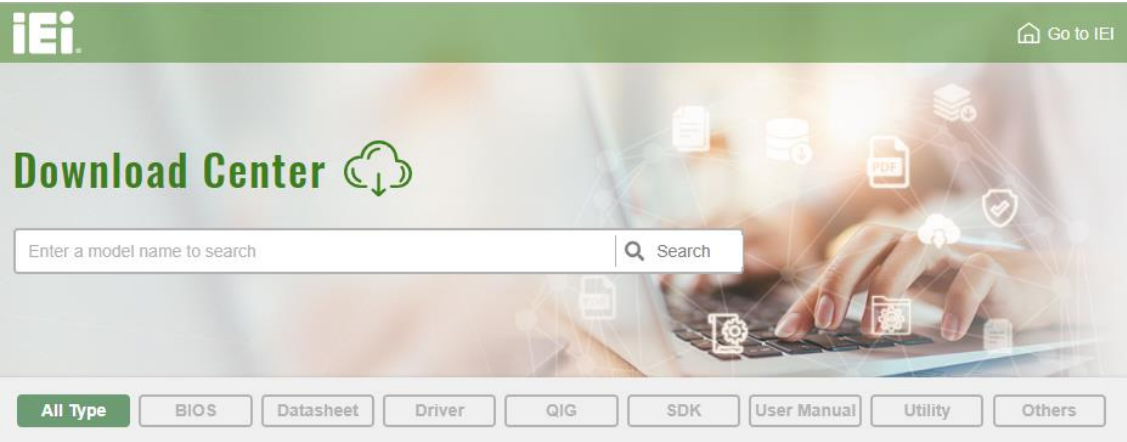 iEi
Go to IEI
Download Center
Enter a model name to search
Search
PDF
All Type BIOS Datasheet Driver QIG SDK User Manual Utility Others